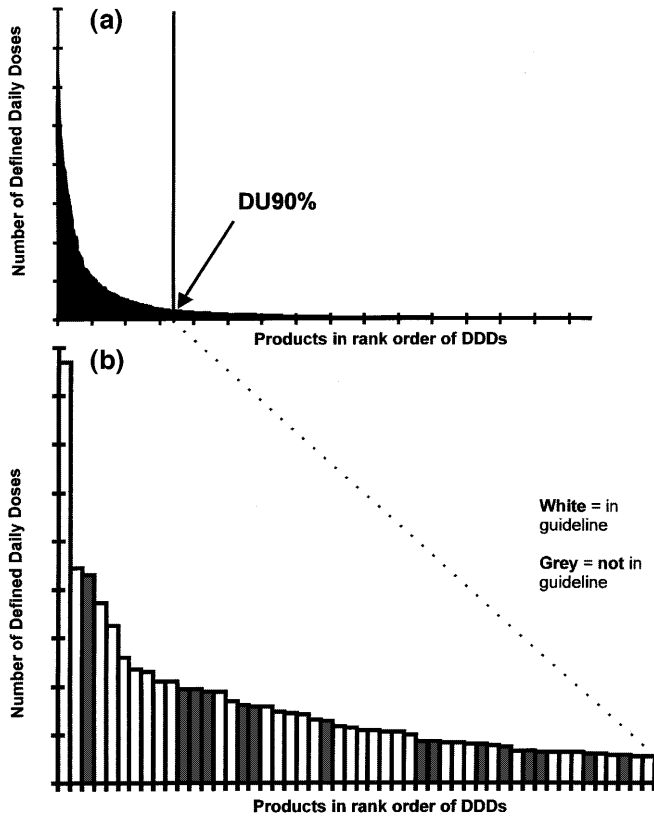 (a)
Number of Defined Daily Doses
DU90%
Products in rank order of DDDs
(b)
Number of Defined Daily Doses
White = in
guideline
Grey = not in
guideline
Products in rank order of DDDs